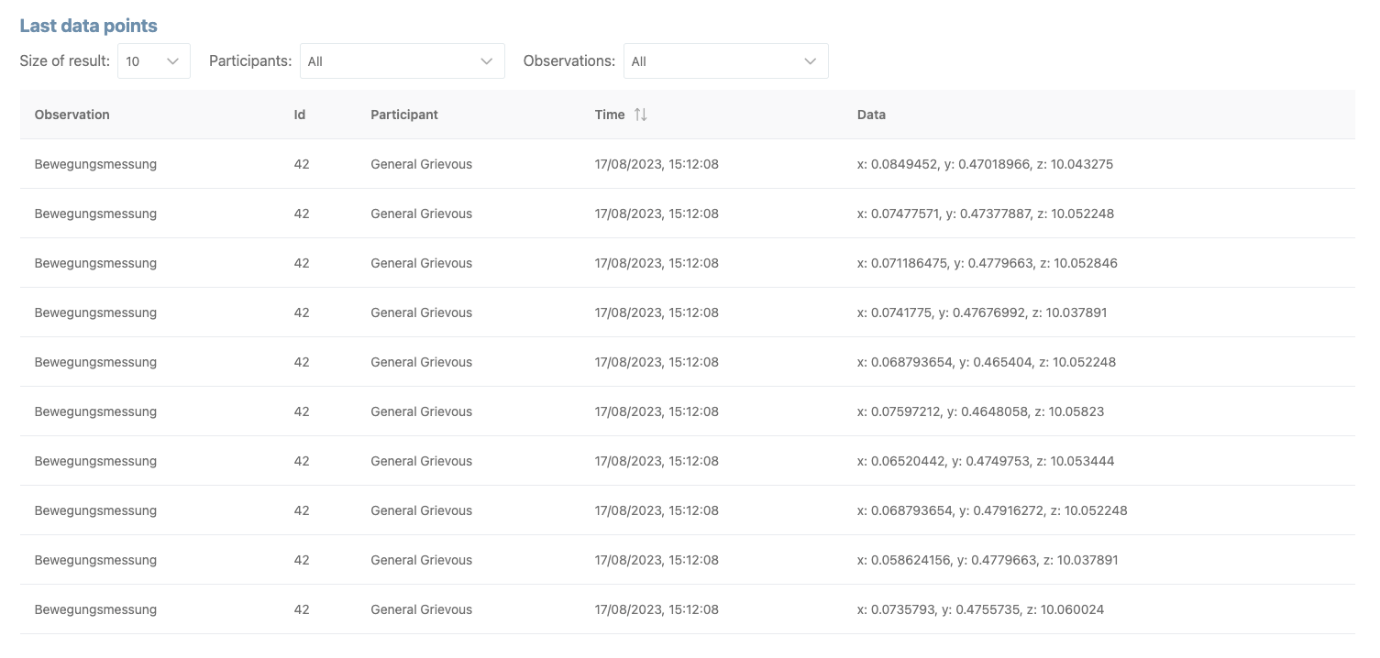 Last data points
Size of result: 10 Participants: All Observations: All
Observation Id Participant Time Data
Bewegungsmessung 42 General Grievous 17/08/2023, 15:12:08 x: 0.0849452, y: 0.47018966, z: 10.043275
Bewegungsmessung 42 General Grievous 17/08/2023, 15:12:08 x: 0.07477571, y: 0.47377887, z: 10.052248
Bewegungsmessung 42 General Grievous 17/08/2023, 15:12:08 x: 0.071186475, y: 0.4779663, z: 10.052846
Bewegungsmessung 42 General Grievous 17/08/2023, 15:12:08 x: 0.0741775, y: 0.47676992, z: 10.037891
Bewegungsmessung 42 General Grievous 17/08/2023, 15:12:08 x: 0.068793654, y: 0.465404, z: 10.052248
Bewegungsmessung 42 General Grievous 17/08/2023, 15:12:08 x: 0.07597212, y: 0.4648058, z: 10.05823
Bewegungsmessung 42 General Grievous 17/08/2023, 15:12:08 x: 0.06520442, y: 0.4749753, z: 10.053444
Bewegungsmessung 42 General Grievous 17/08/2023, 15:12:08 x: 0.068793654, y: 0.47916272, z: 10.052248
Bewegungsmessung 42 General Grievous 17/08/2023, 15:12:08 x: 0.058624156, y: 0.4779663, z: 10.037891
Bewegungsmessung 42 General Grievous 17/08/2023, 15:12:08 x: 0.0735793, y: 0.4755735, z: 10.060024